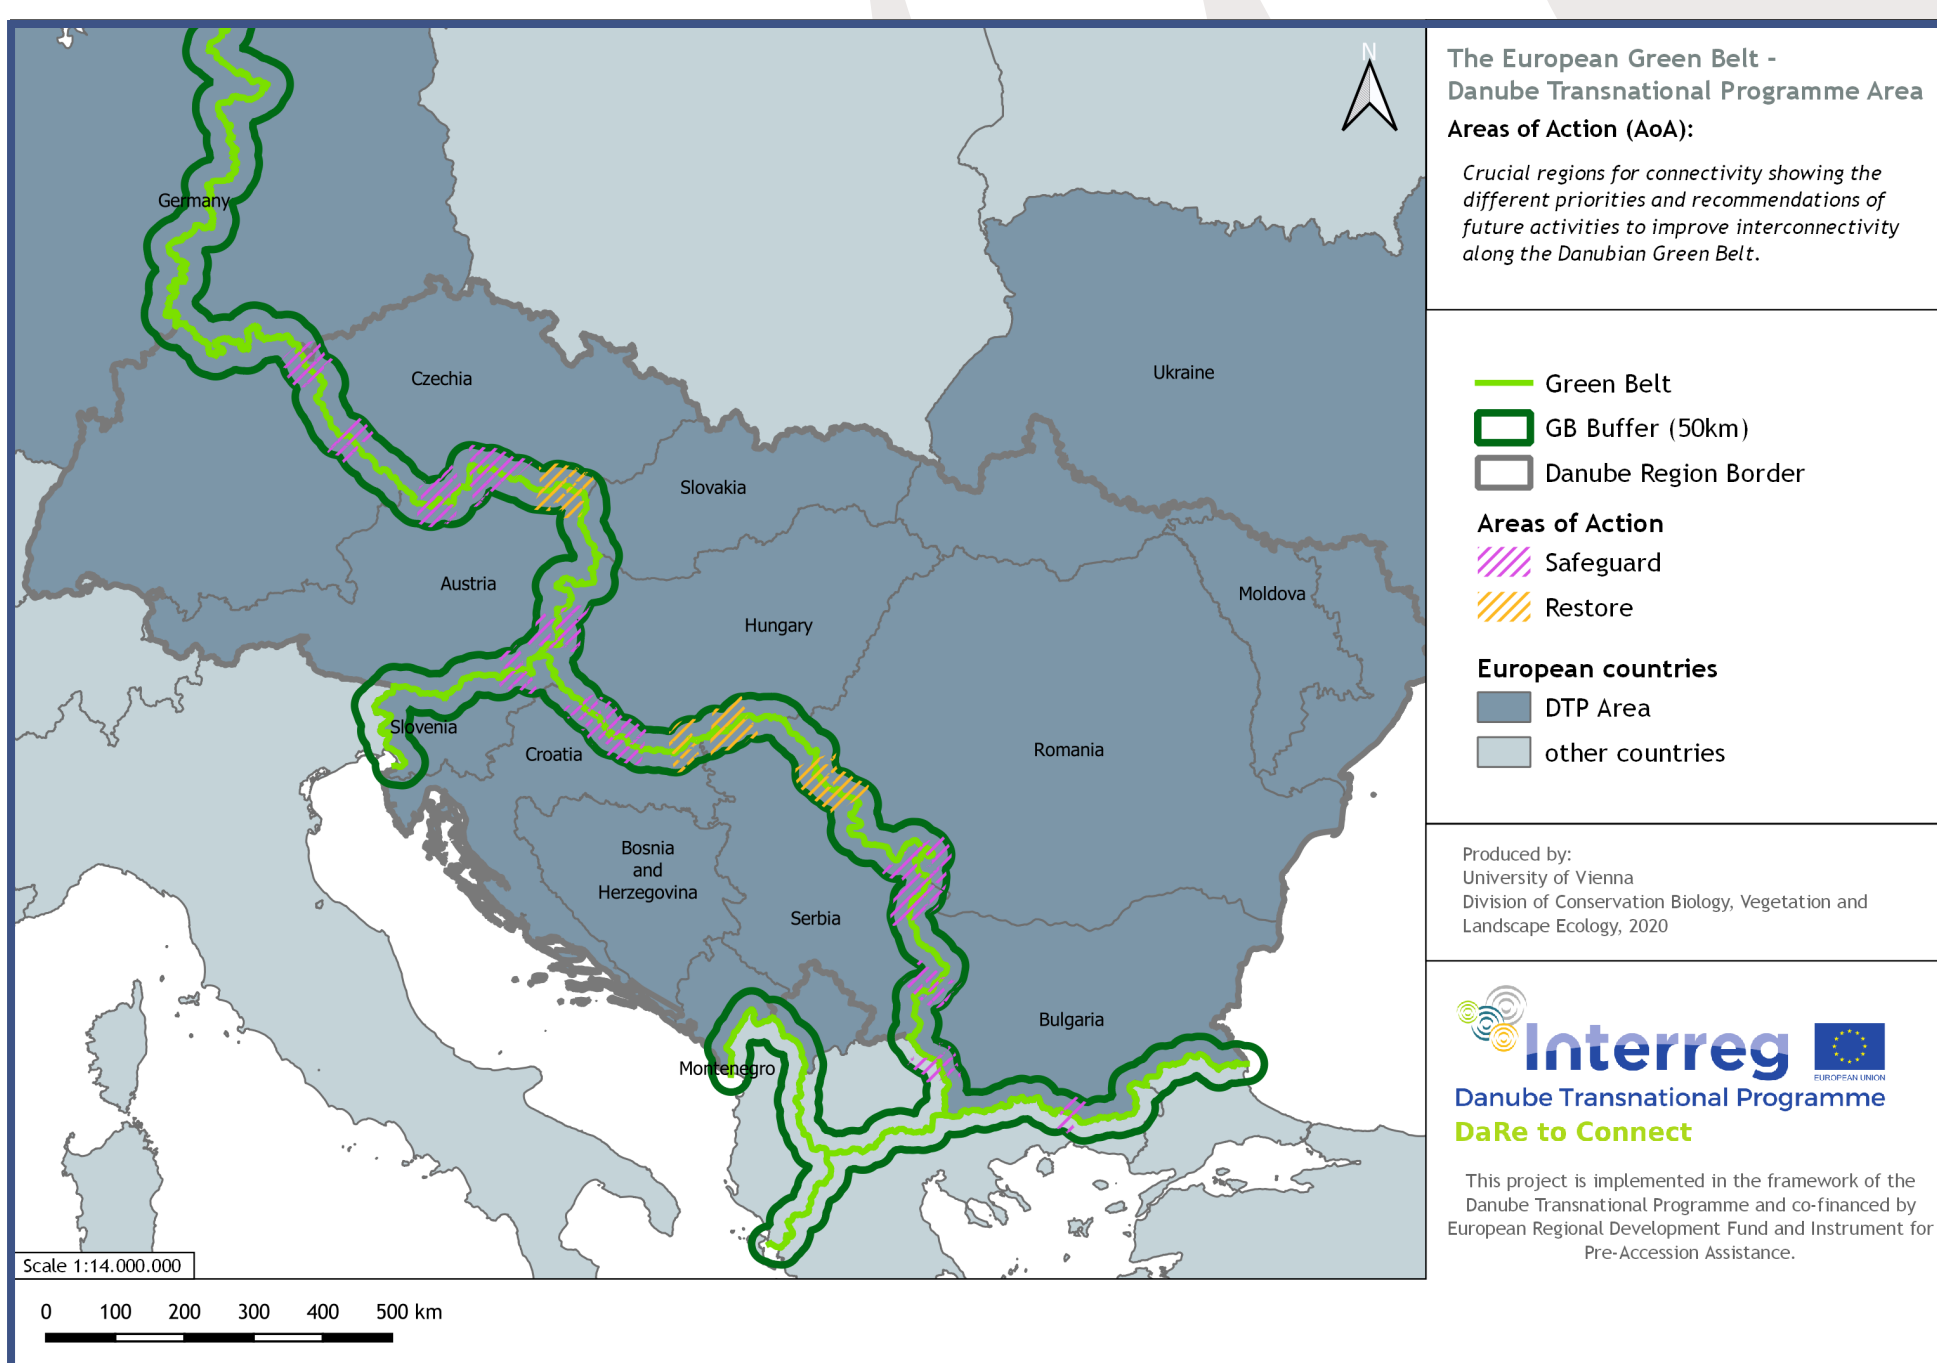 N
Germany
Czechia
Ukraine
Slovakia
Austria
Moldova
Hungary
Slovenia
Croatia
Romania
Bosnia
and
Herzegovina
Serbia
Bulgaria
Montenegro
Scale 1:14.000.000
0 100 200 300 400 500 km
The European Green Belt -
Danube Transnational Programme Area
Areas of Action (AoA):
Crucial regions for connectivity showing the
different priorities and recommendations of
future activities to improve interconnectivity
along the Danubian Green Belt.
Green Belt
GB Buffer (50km)
Danube Region Border
Areas of Action
Safeguard
Restore
European countries
DTP Area
other countries
Produced by:
University of Vienna
Division of Conservation Biology, Vegetation and
Landscape Ecology, 2020
Interreg
EUROPEAN UNION
Danube Transnational Programme
DaRe to Connect
This project is implemented in the framework of the
Danube Transnational Programme and co-financed by
European Regional Development Fund and Instrument for
Pre-Accession Assistance.